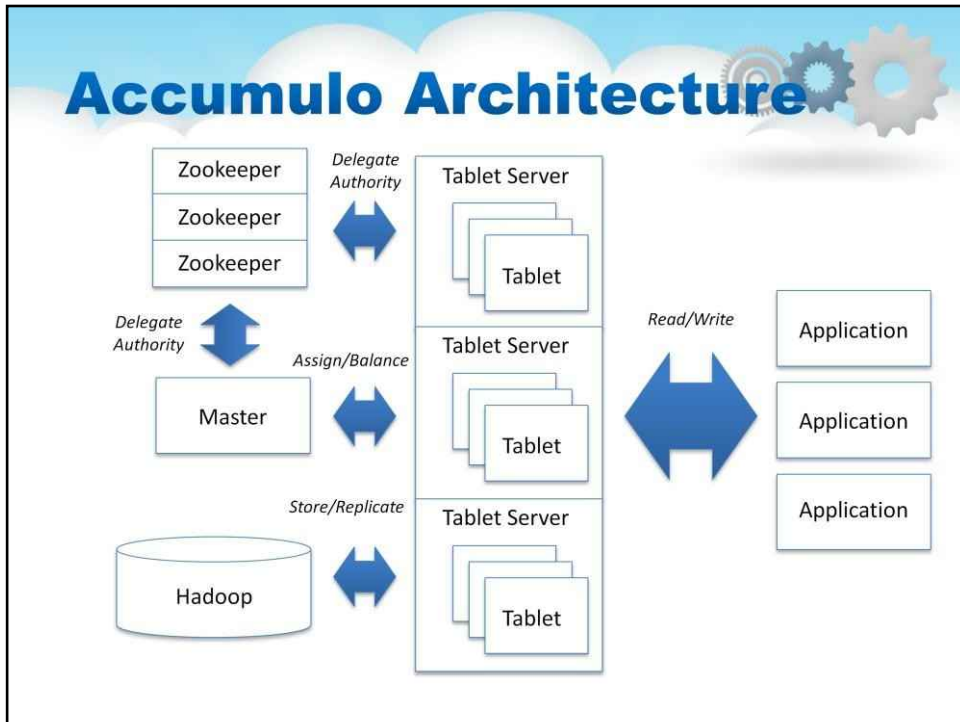 Accumulo Architecture
Zookeeper
Zookeeper
Zookeeper
Delegate
Authority
Tablet Server
Tablet
Delegate
Authority
Master
Assign/Balance
Tablet Server
Tablet
Read/Write
Application
Application
Application
Store/Replicate
Hadoop
Tablet Server
Tablet